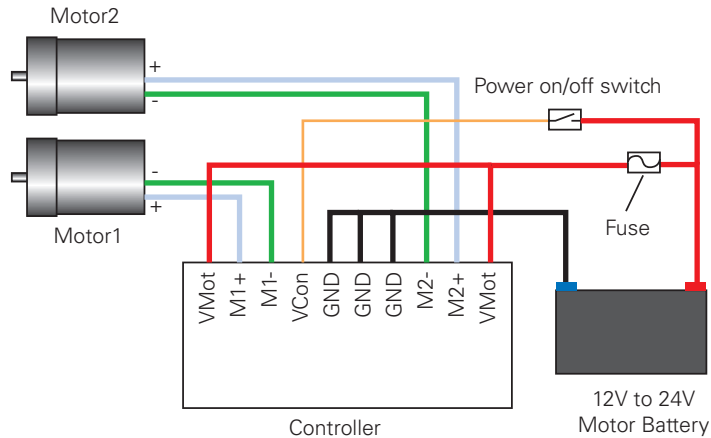 Motor2
+
-
Power on/off switch
-
+
Motor1
Fuse
VMot
M1+
M1-
VCon
GND
GND
GND
M2-
M2+
VMot
12V to 24V
Motor Battery
Controller